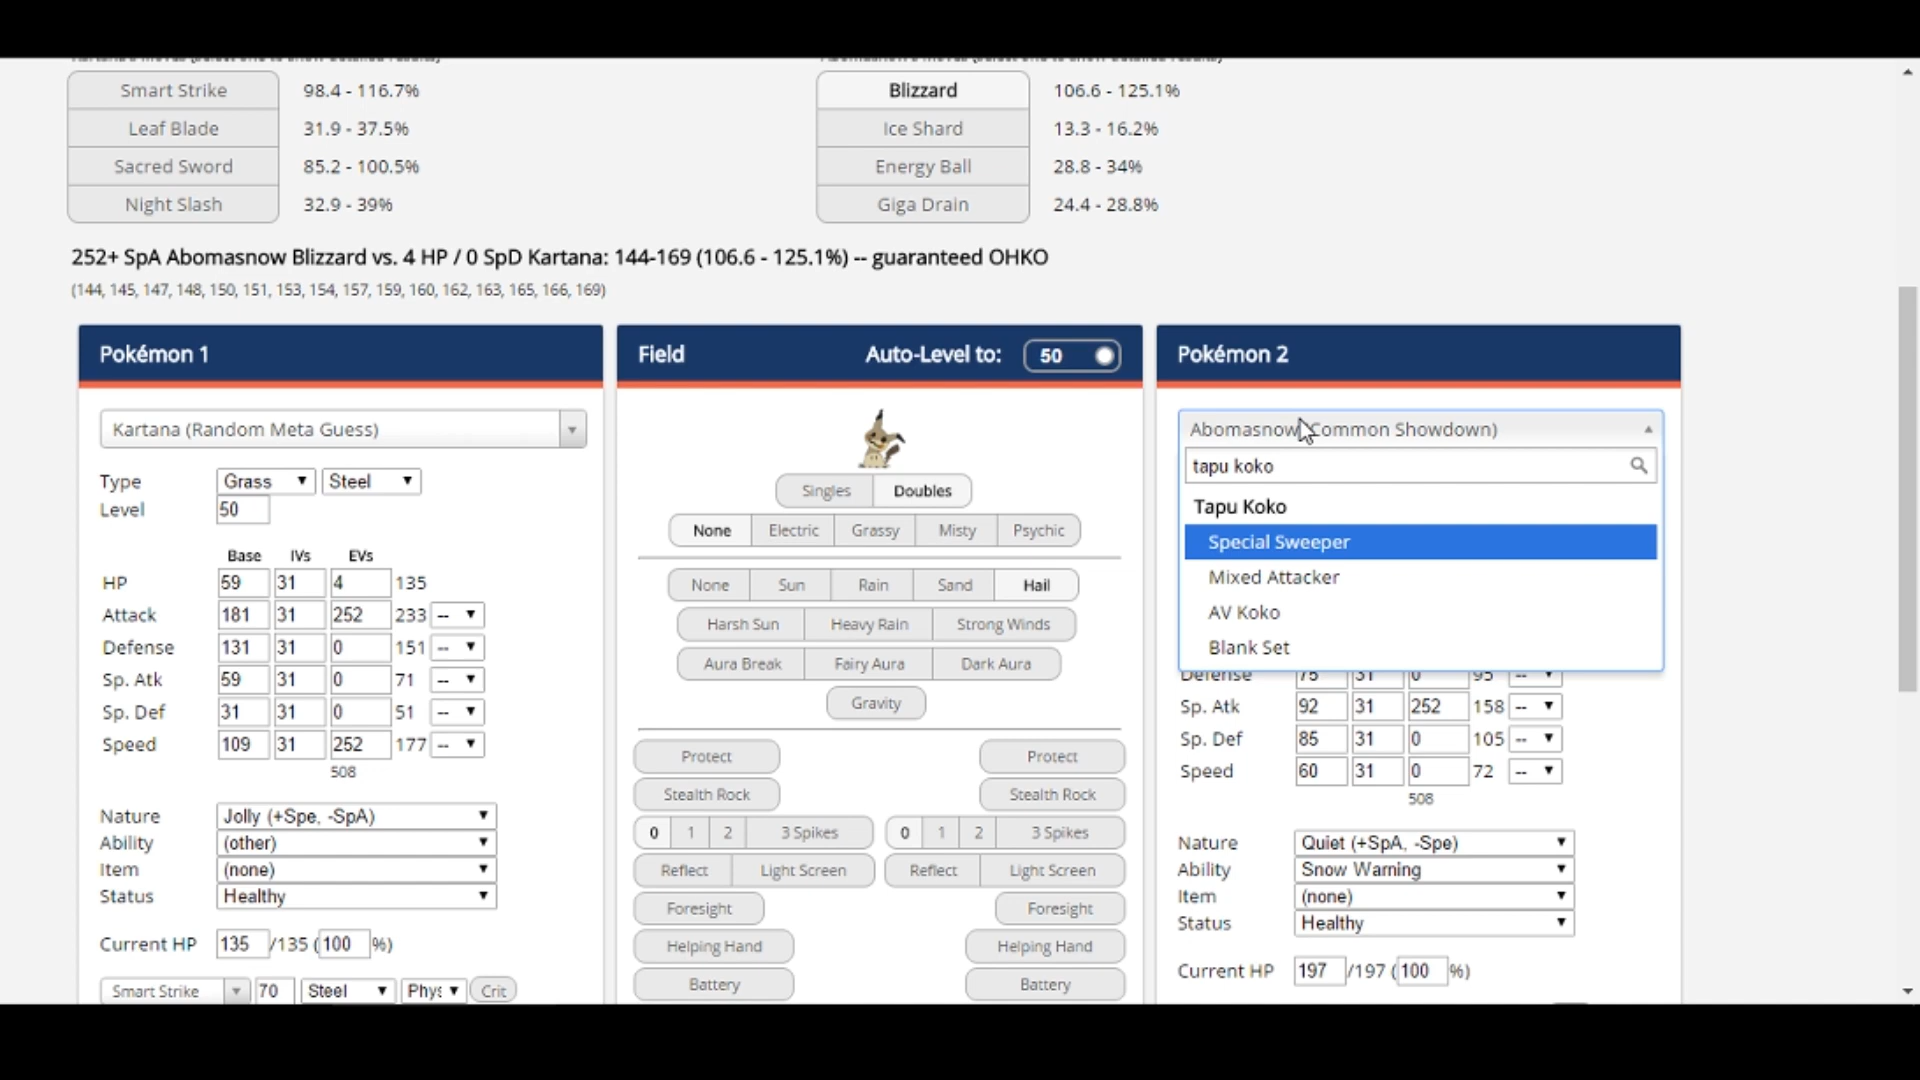 Smart Strike 98.4 - 116.7% Blizzard 106.6 - 125.1%
Leaf Blade 31.9 - 37.5% Ice Shard 13.3 - 16.2%
Sacred Sword 85.2 - 100.5% Energy Ball 28.8 - 34%
Night Slash 32.9 - 39% Giga Drain 24.4 - 28.8%
252+ SpA Abomasnow Blizzard vs. 4 HP / 0 SpD Kartana: 144-169 (106.6 - 125.1%) -- guaranteed OHKO
(144, 145, 147, 148, 150, 151, 153, 154, 157, 159, 160, 162, 163, 165, 166, 169)
Pokémon 1
Kartana (Random Meta Guess)
Type Grass Steel
Level 50
Base IVs EVs
HP 59 31 4 135
Attack 181 31 252 233 --
Defense 131 31 0 151 --
Sp. Atk 59 31 0 71 --
Sp. Def 31 31 0 51 --
Speed 109 31 252 177 --
508
Nature Jolly (+Spe, -SpA)
Ability (other)
Item (none)
Status Healthy
Current HP 135 /135 (100 %)
Smart Strike 70 Steel Phys Crit
Field Auto-Level to: 50
Singles Doubles
None Electric Grassy Misty Psychic
None Sun Rain Sand Hail
Harsh Sun Heavy Rain Strong Winds
Aura Break Fairy Aura Dark Aura
Gravity
Protect Protect
Stealth Rock Stealth Rock
0 1 2 3 Spikes 0 1 2 3 Spikes
Reflect Light Screen Reflect Light Screen
Foresight Foresight
Helping Hand Helping Hand
Battery Battery
Pokémon 2
Abomasnow (Common Showdown)
tapu koko
Tapu Koko
Special Sweeper
Mixed Attacker
AV Koko
Blank Set
Defense 75 31 0 95 --
Sp. Atk 92 31 252 158 --
Sp. Def 85 31 0 105 --
Speed 60 31 0 72 --
508
Nature Quiet (+SpA, -Spe)
Ability Snow Warning
Item (none)
Status Healthy
Current HP 197 /197 (100 %)